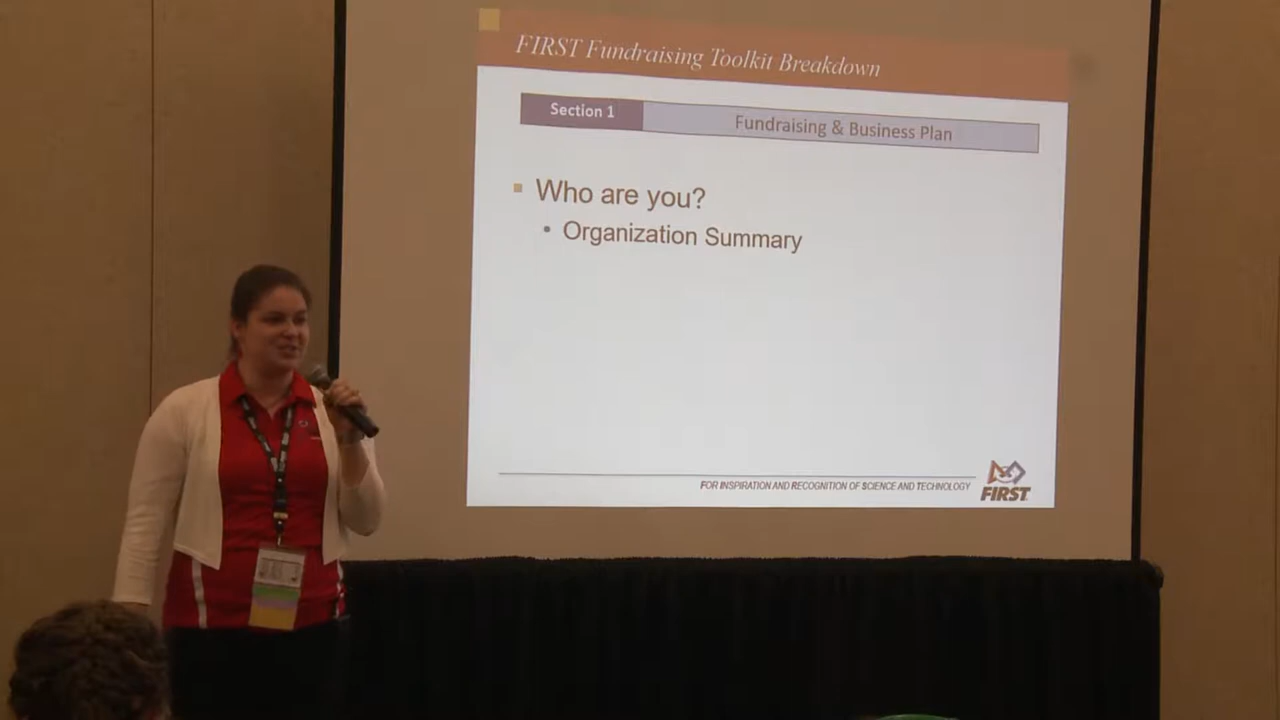 FIRST Fundraising Toolkit Breakdown
Section 1
Fundraising & Business Plan
Who are you?
Organization Summary
FOR INSPIRATION AND RECOGNITION OF SCIENCE AND TECHNOLOGY
FIRST